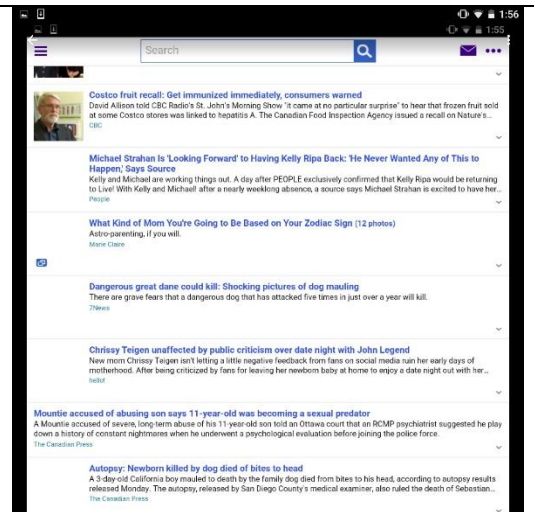 1:56
1:55
Search
Costco fruit recall: Get immunized immediately, consumers warned
David Allison told CBC Radio's St. John's Morning Show "it came at no particular surprise" to hear that frozen fruit sold
at some Costco stores was linked to hepatitis A. The Canadian Food Inspection Agency issued a recall on Nature's...
CBC
Michael Strahan Is 'Looking Forward' to Having Kelly Ripa Back: 'He Never Wanted Any of This to
Happen,' Says Source
Kelly and Michael are working things out. A day after PEOPLE exclusively confirmed that Kelly Ripa would be returning
to Live! With Kelly and Michael! after a nearly weeklong absence, a source says Michael Strahan is excited to have her...
People
What Kind of Mom You're Going to Be Based on Your Zodiac Sign (12 photos)
Astro-parenting, if you will.
Marie Claire
Dangerous great dane could kill: Shocking pictures of dog mauling
There are grave fears that a dangerous dog that has attacked five times in just over a year will kill.
7News
Chrissy Teigen unaffected by public criticism over date night with John Legend
New mom Chrissy Teigen isn't letting a little negative feedback from fans on social media ruin her early days of
motherhood. After being criticized by fans for leaving her newborn baby at home to enjoy a date night out with her...
hello!
Mountie accused of abusing son says 11-year-old was becoming a sexual predator
A Mountie accused of severe, long-term abuse of his 11-year-old son told an Ottawa court that an RCMP psychiatrist suggested he play
down a history of constant nightmares when he underwent a psychological evaluation before joining the police force.
The Canadian Press
Autopsy: Newborn killed by dog died of bites to head
A 3-day-old California boy mauled to death by the family dog died from bites to his head, according to autopsy results
released Monday. The autopsy, released by San Diego County's medical examiner, also ruled the death of Sebastian...
The Canadian Press